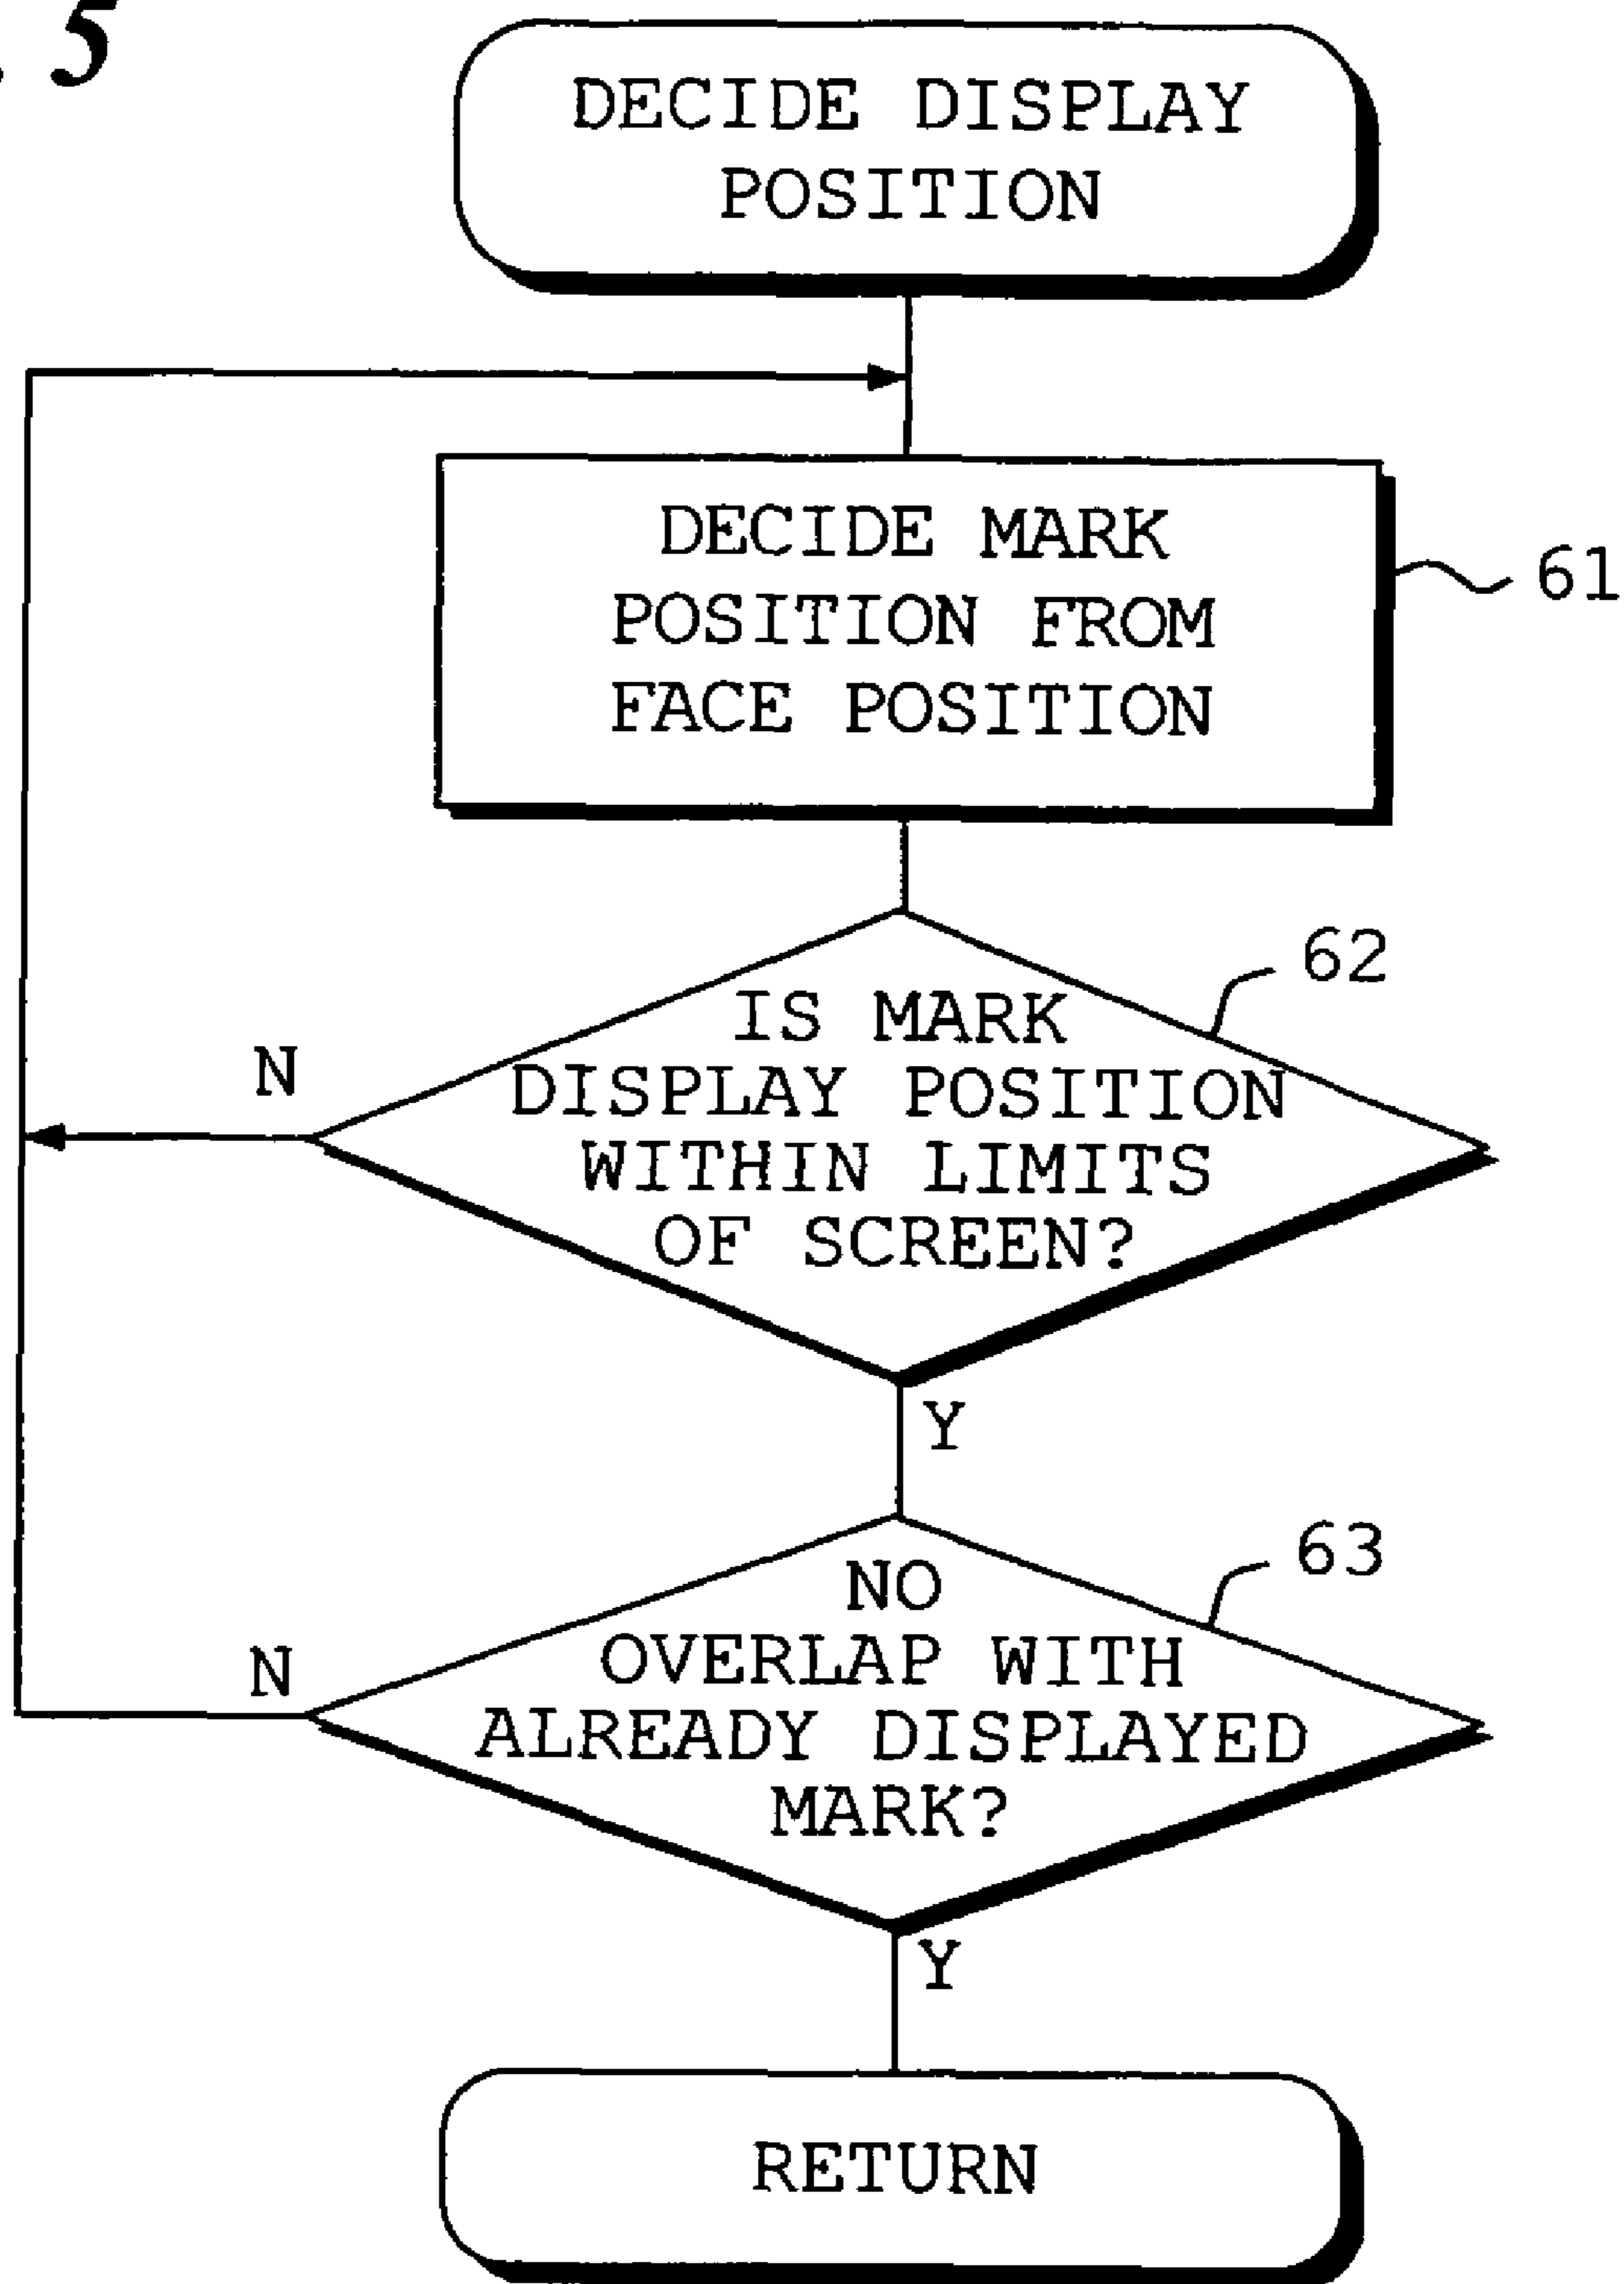 5
DECIDE DISPLAY
POSITION
DECIDE MARK
POSITION FROM
FACE POSITION
61
62
IS MARK
DISPLAY POSITION
WITHIN LIMITS
OF SCREEN?
N
Y
63
NO
OVERLAP WITH
ALREADY DISPLAYED
MARK?
N
Y
RETURN